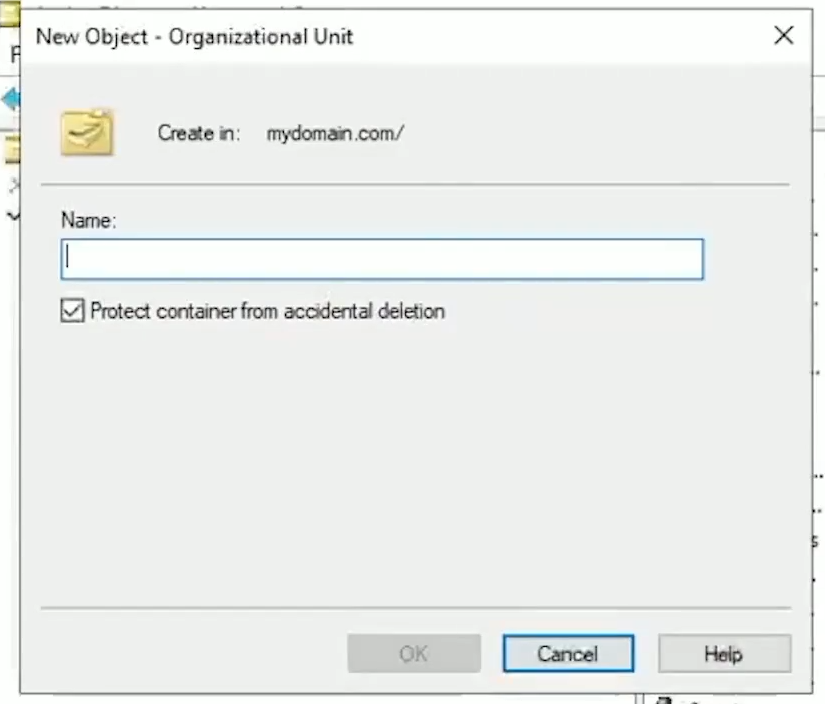 New Object - Organizational Unit
Create in: mydomain.com/
Name:
Protect container from accidental deletion
OK Cancel Help